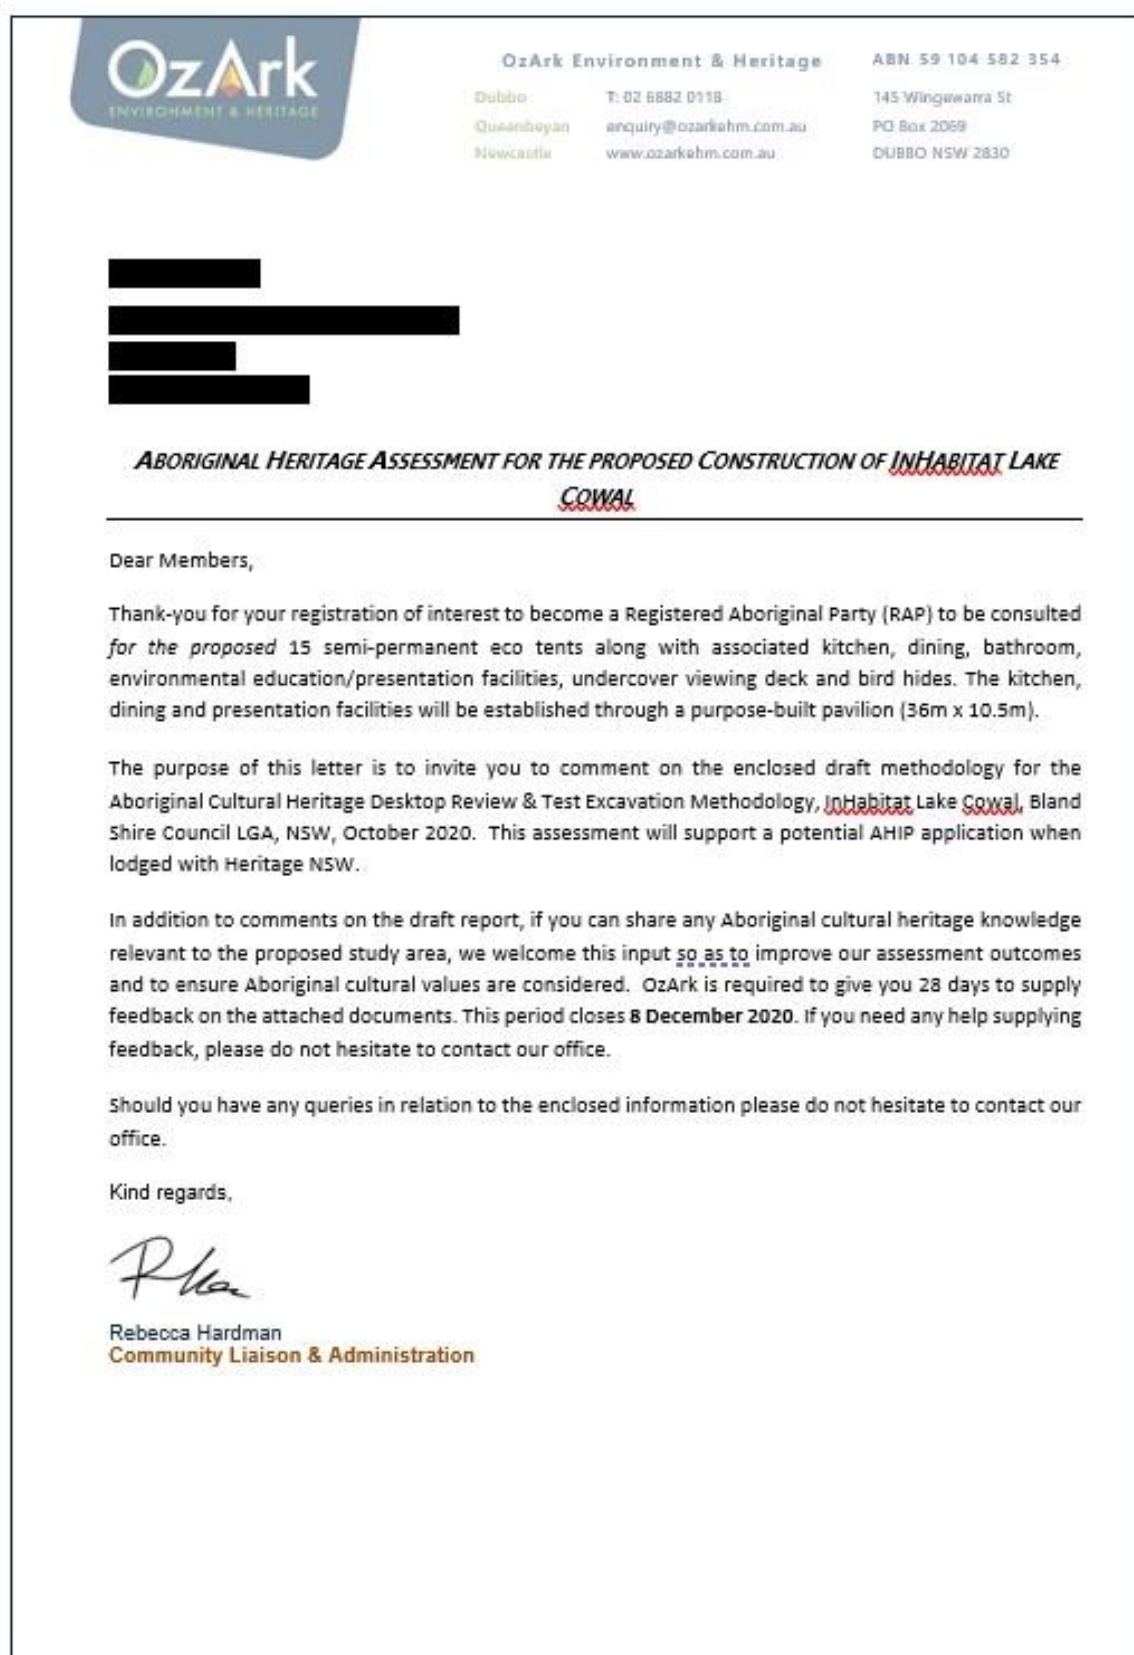 OzArk
ENVIRONMENT & HERITAGE
OzArk Environment & Heritage
ABN 59 104 582 354
Dubbo
T: 02 6882 0118
145 Wingewarra St
Queanbeyan
enquiry@ozarkehm.com.au
PO Box 2069
Newcastle
www.ozarkehm.com.au
DUBBO NSW 2830
ABORIGINAL HERITAGE ASSESSMENT FOR THE PROPOSED CONSTRUCTION OF INHABITAT LAKE
COWAL
Dear Members,
Thank-you for your registration of interest to become a Registered Aboriginal Party (RAP) to be consulted
for the proposed 15 semi-permanent eco tents along with associated kitchen, dining, bathroom,
environmental education/presentation facilities, undercover viewing deck and bird hides. The kitchen,
dining and presentation facilities will be established through a purpose-built pavilion (36m x 10.5m).
The purpose of this letter is to invite you to comment on the enclosed draft methodology for the
Aboriginal Cultural Heritage Desktop Review & Test Excavation Methodology, InHabitat Lake Cowal, Bland
Shire Council LGA, NSW, October 2020. This assessment will support a potential AHIP application when
lodged with Heritage NSW.
In addition to comments on the draft report, if you can share any Aboriginal cultural heritage knowledge
relevant to the proposed study area, we welcome this input so as to improve our assessment outcomes
and to ensure Aboriginal cultural values are considered. OzArk is required to give you 28 days to supply
feedback on the attached documents. This period closes 8 December 2020. If you need any help supplying
feedback, please do not hesitate to contact our office.
Should you have any queries in relation to the enclosed information please do not hesitate to contact our
office.
Kind regards,
Rebecca Hardman
Community Liaison & Administration